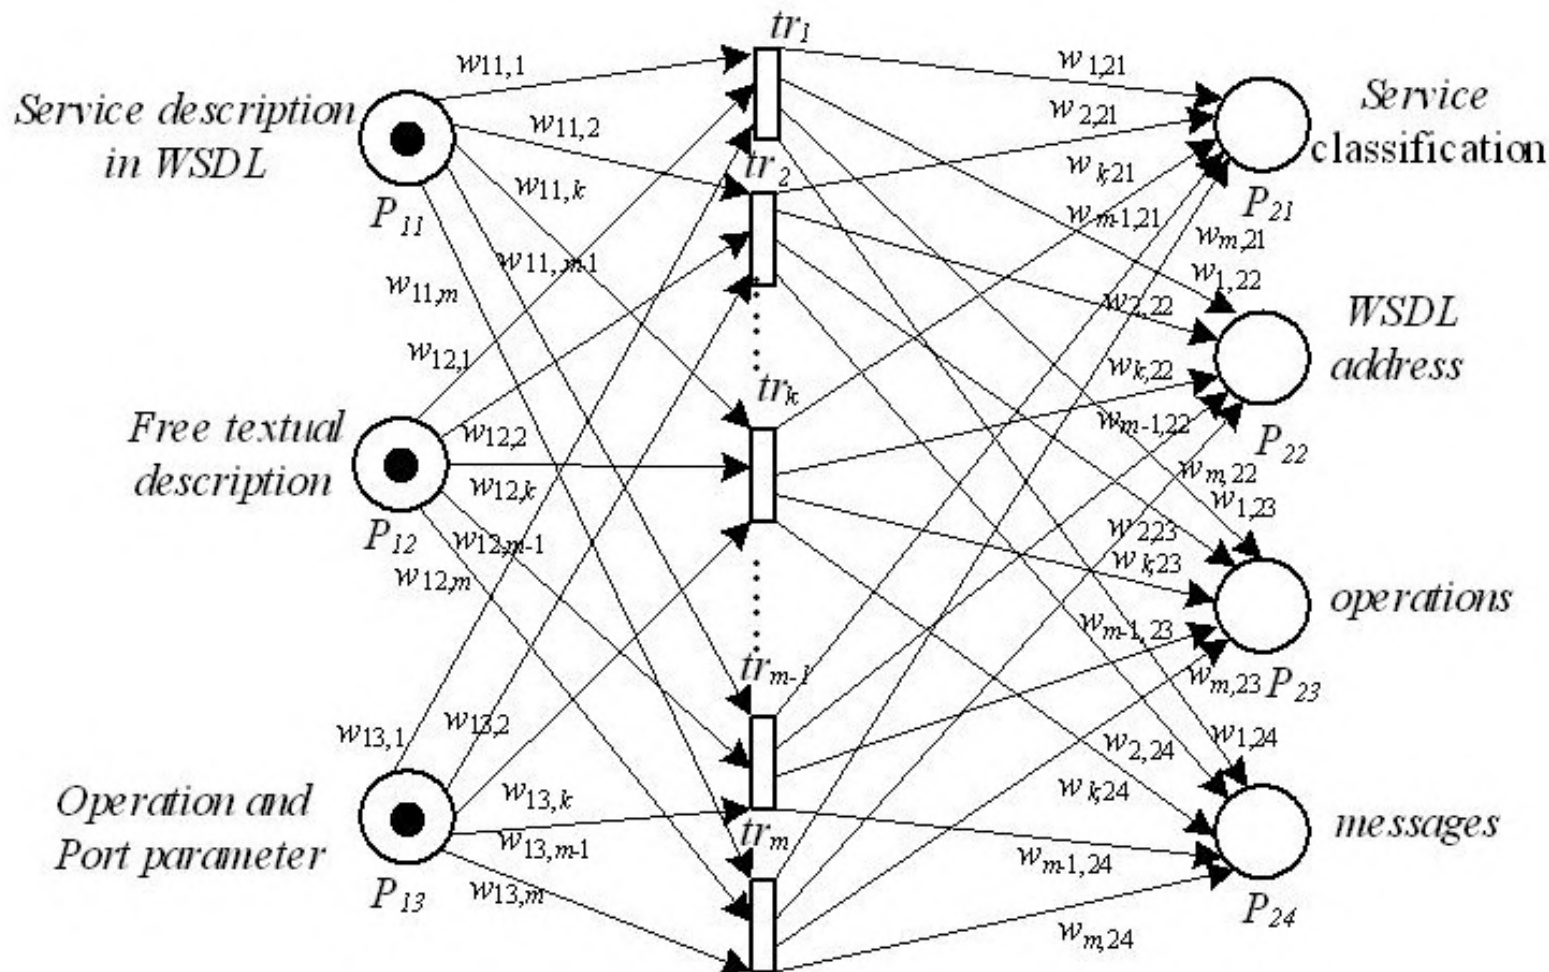 tr1
w11,1
w1,21
Service description
in WSDL
Service
classification
w11,2
w2,21
tr2
w11,k
wk,21
P11
P21
wm-1,21
wm,21
w11,m-1
w11,m
w1,22
w2,22
WSDL
address
w12,1
wk,22
trk
Free textual
description
w12,2
wm-1,22
P22
wm,22
w12,k
w1,23
P12
w12,m-1
w2,23
wk,23
w12,m
operations
wm-1,23
trm-1
wm,23
P23
w13,1
w13,2
w2,24
w1,24
Operation and
Port parameter
w13,k
wk,24
trm
messages
w13,m-1
wm-1,24
P13
w13,m
P24
wm,24